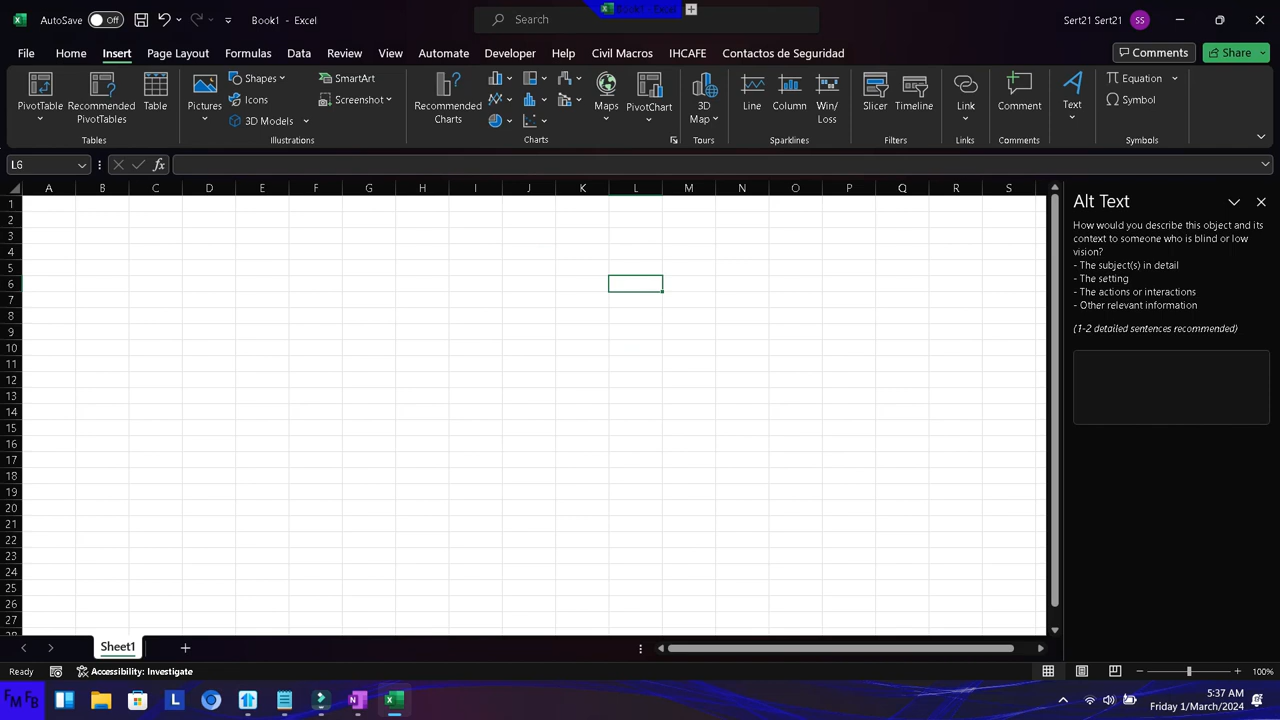 Book1 - Excel
AutoSave Off
Book1 - Excel
Search
Sert21 Sert21 SS
File Home Insert Page Layout Formulas Data Review View Automate Developer Help Civil Macros IHCAFE Contactos de Seguridad
Comments Share
PivotTable Recommended PivotTables Table
Pictures Shapes Icons 3D Models SmartArt Screenshot
Recommended Charts Maps PivotChart 3D Map
Line Column Win/Loss Slicer Timeline Link Comment Text Equation Symbol
Tables Illustrations Charts Tours Sparklines Filters Links Comments Symbols
L6 fx
A B C D E F G H I J K L M N O P Q R S
1
2
3
4
5
6
7
8
9
10
11
12
13
14
15
16
17
18
19
20
21
22
23
24
25
26
27
28
Alt Text
How would you describe this object and its
context to someone who is blind or low
vision?
- The subject(s) in detail
- The setting
- The actions or interactions
- Other relevant information
(1-2 detailed sentences recommended)
Sheet1
Ready Accessibility: Investigate 100%
FMFB L N
5:37 AM
Friday 1/March/2024